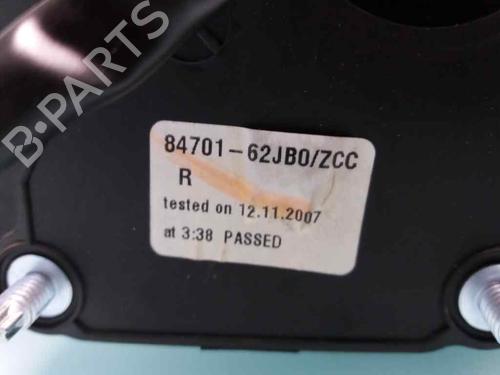 B-PARTS
84701-62JB0/ZCC
R
tested on 12.11.2007
at 3:38 PASSED